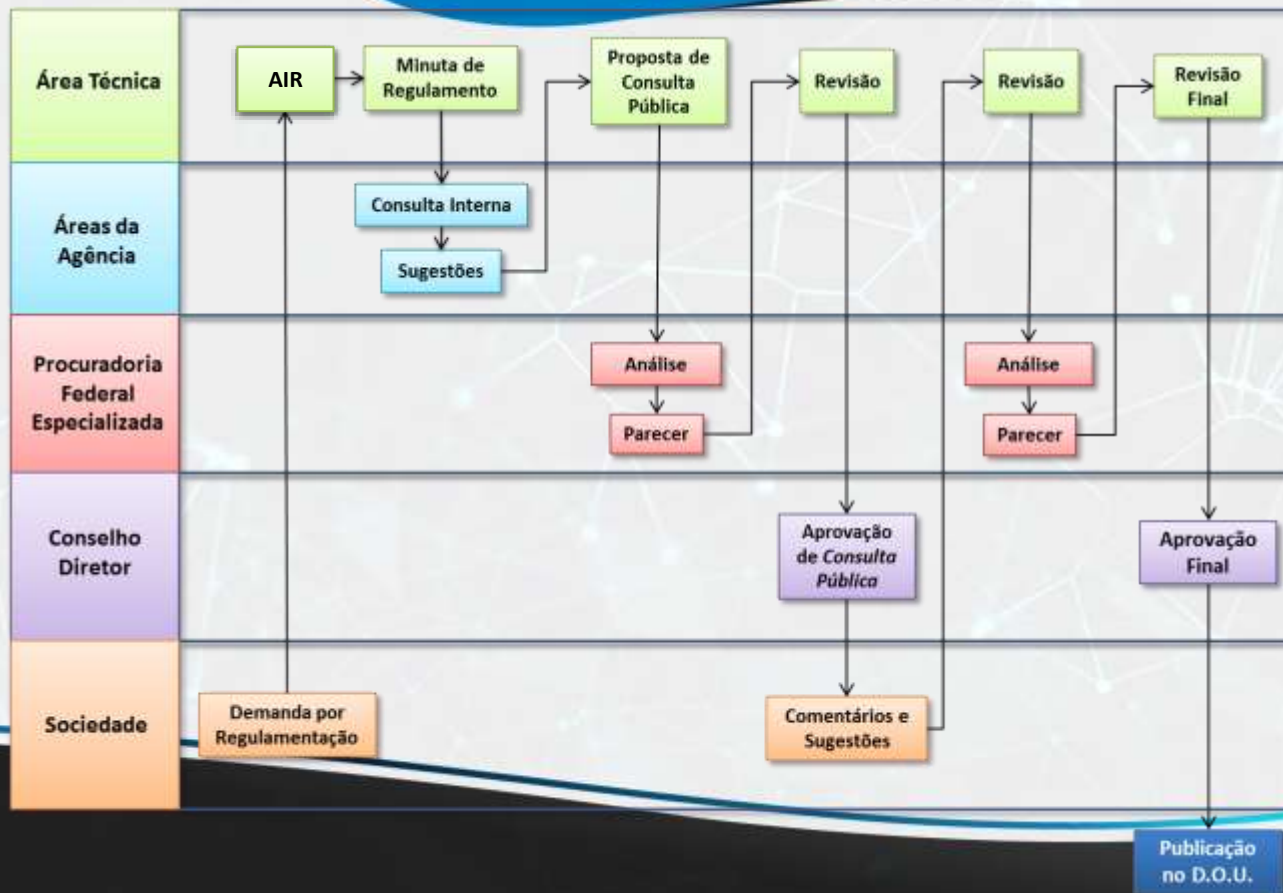 Área Técnica
AIR
Minuta de
Regulamento
Proposta de
Consulta
Pública
Revisão
Revisão
Revisão
Final
Áreas da
Agência
Consulta Interna
Sugestões
Procuradoria
Federal
Especializada
Análise
Parecer
Análise
Parecer
Conselho
Diretor
Aprovação
de Consulta
Pública
Aprovação
Final
Sociedade
Demanda por
Regulamentação
Comentários e
Sugestões
Publicação
no D.O.U.